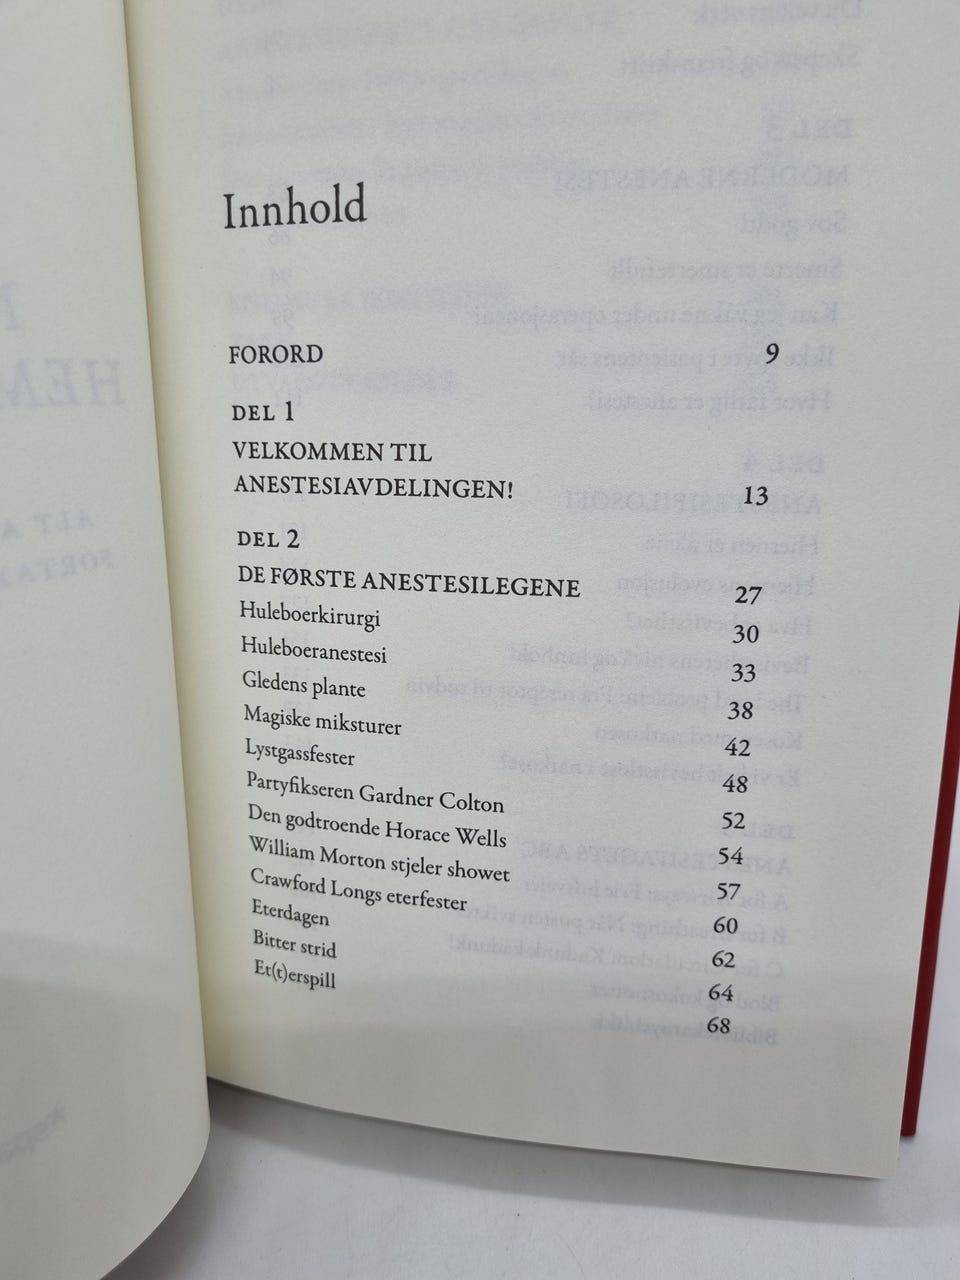 Innhold
FORORD 9
DEL 1
VELKOMMEN TIL
ANESTESIAVDELINGEN! 13
DEL 2
DE FØRSTE ANESTESILEGENE 27
Huleboerkirurgi 30
Huleboeranestesi 33
Gledens plante 38
Magiske miksturer 42
Lystgassfester 48
Partyfikseren Gardner Colton 52
Den godtroende Horace Wells 54
William Morton stjeler showet 57
Crawford Longs eterfester 60
Eterdagen 62
Bitter strid 64
Et(t)erspill 68